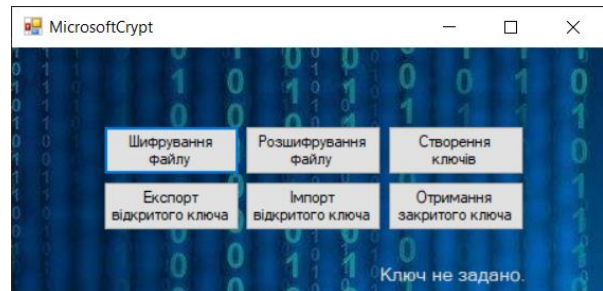 MicrosoftCrypt
Шифрування
файлу
Розшифрування
файлу
Створення
ключів
Експорт
відкритого ключа
Імпорт
відкритого ключа
Отримання
закритого ключа
Ключ не задано.